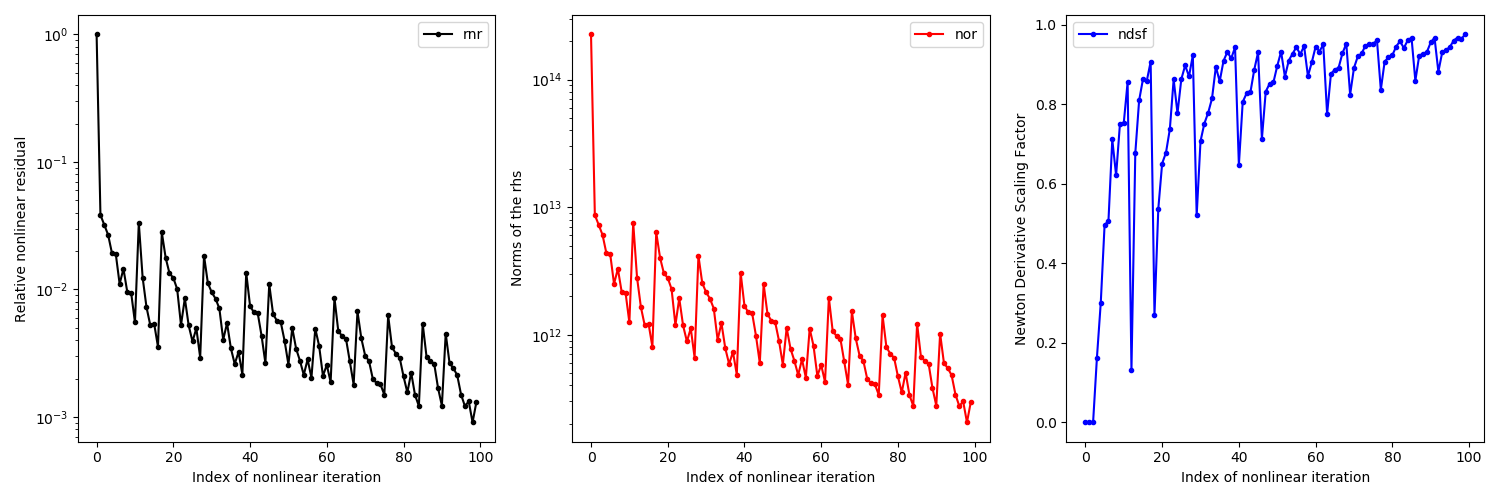 Relative nonlinear residual
10⁰
10⁻¹
10⁻²
10⁻³
rnr
0 20 40 60 80 100
Index of nonlinear iteration
Norms of the rhs
10¹⁴
10¹³
10¹²
nor
0 20 40 60 80 100
Index of nonlinear iteration
Newton Derivative Scaling Factor
1.0
0.8
0.6
0.4
0.2
0.0
ndsf
0 20 40 60 80 100
Index of nonlinear iteration